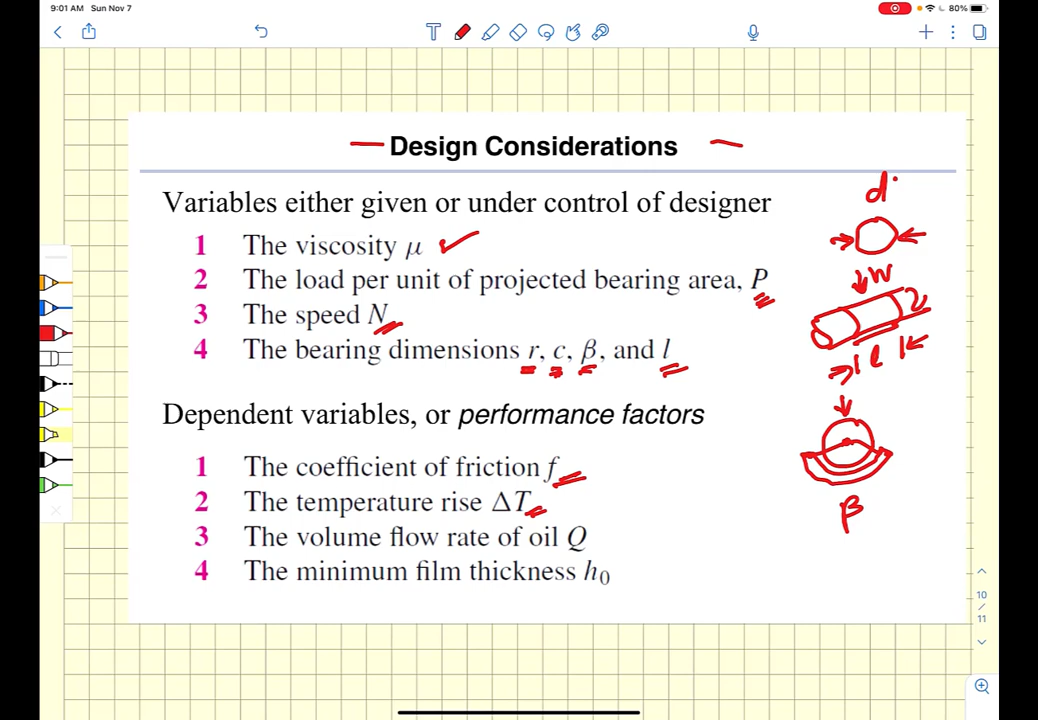 9:01 AM Sun Nov 7
80%
Design Considerations
Variables either given or under control of designer
1 The viscosity μ
2 The load per unit of projected bearing area, P
3 The speed N
4 The bearing dimensions r, c, β, and l
Dependent variables, or performance factors
1 The coefficient of friction f
2 The temperature rise ΔT
3 The volume flow rate of oil Q
4 The minimum film thickness h₀
d
W
l
β
10
/
11